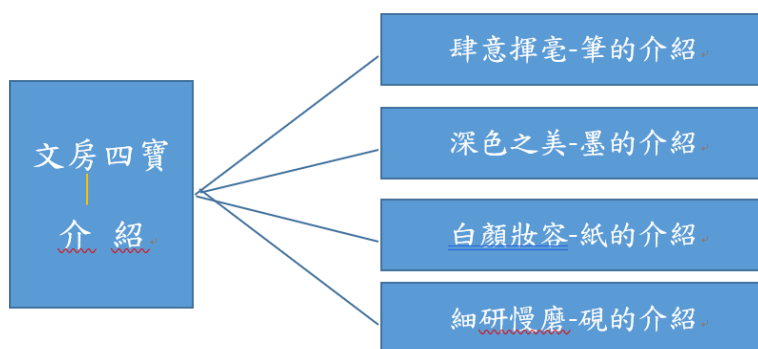 文房四寶
介 紹
肆意揮毫-筆的介紹
深色之美-墨的介紹
白顏妝容-紙的介紹
細研慢磨-硯的介紹